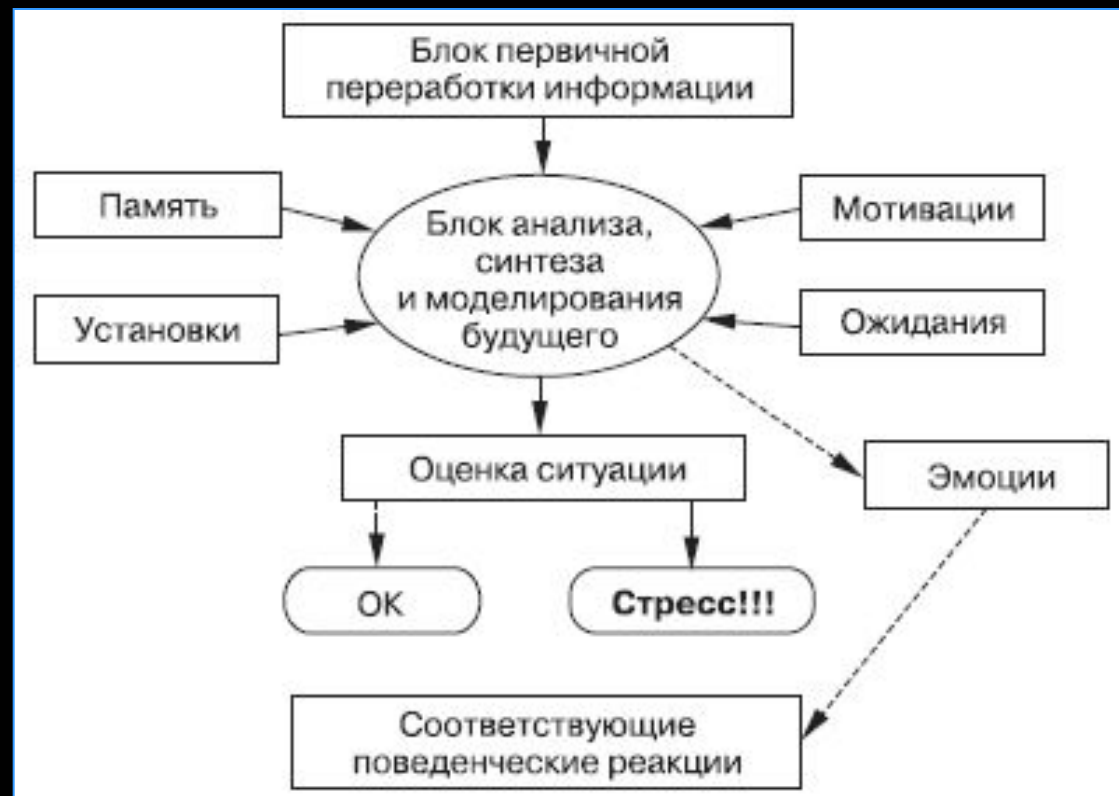 Блок первичной
переработки информации
Память
Мотивации
Блок анализа,
синтеза
и моделирования
будущего
Установки
Ожидания
Оценка ситуации
Эмоции
ОК
Стресс!!!
Соответствующие
поведенческие реакции